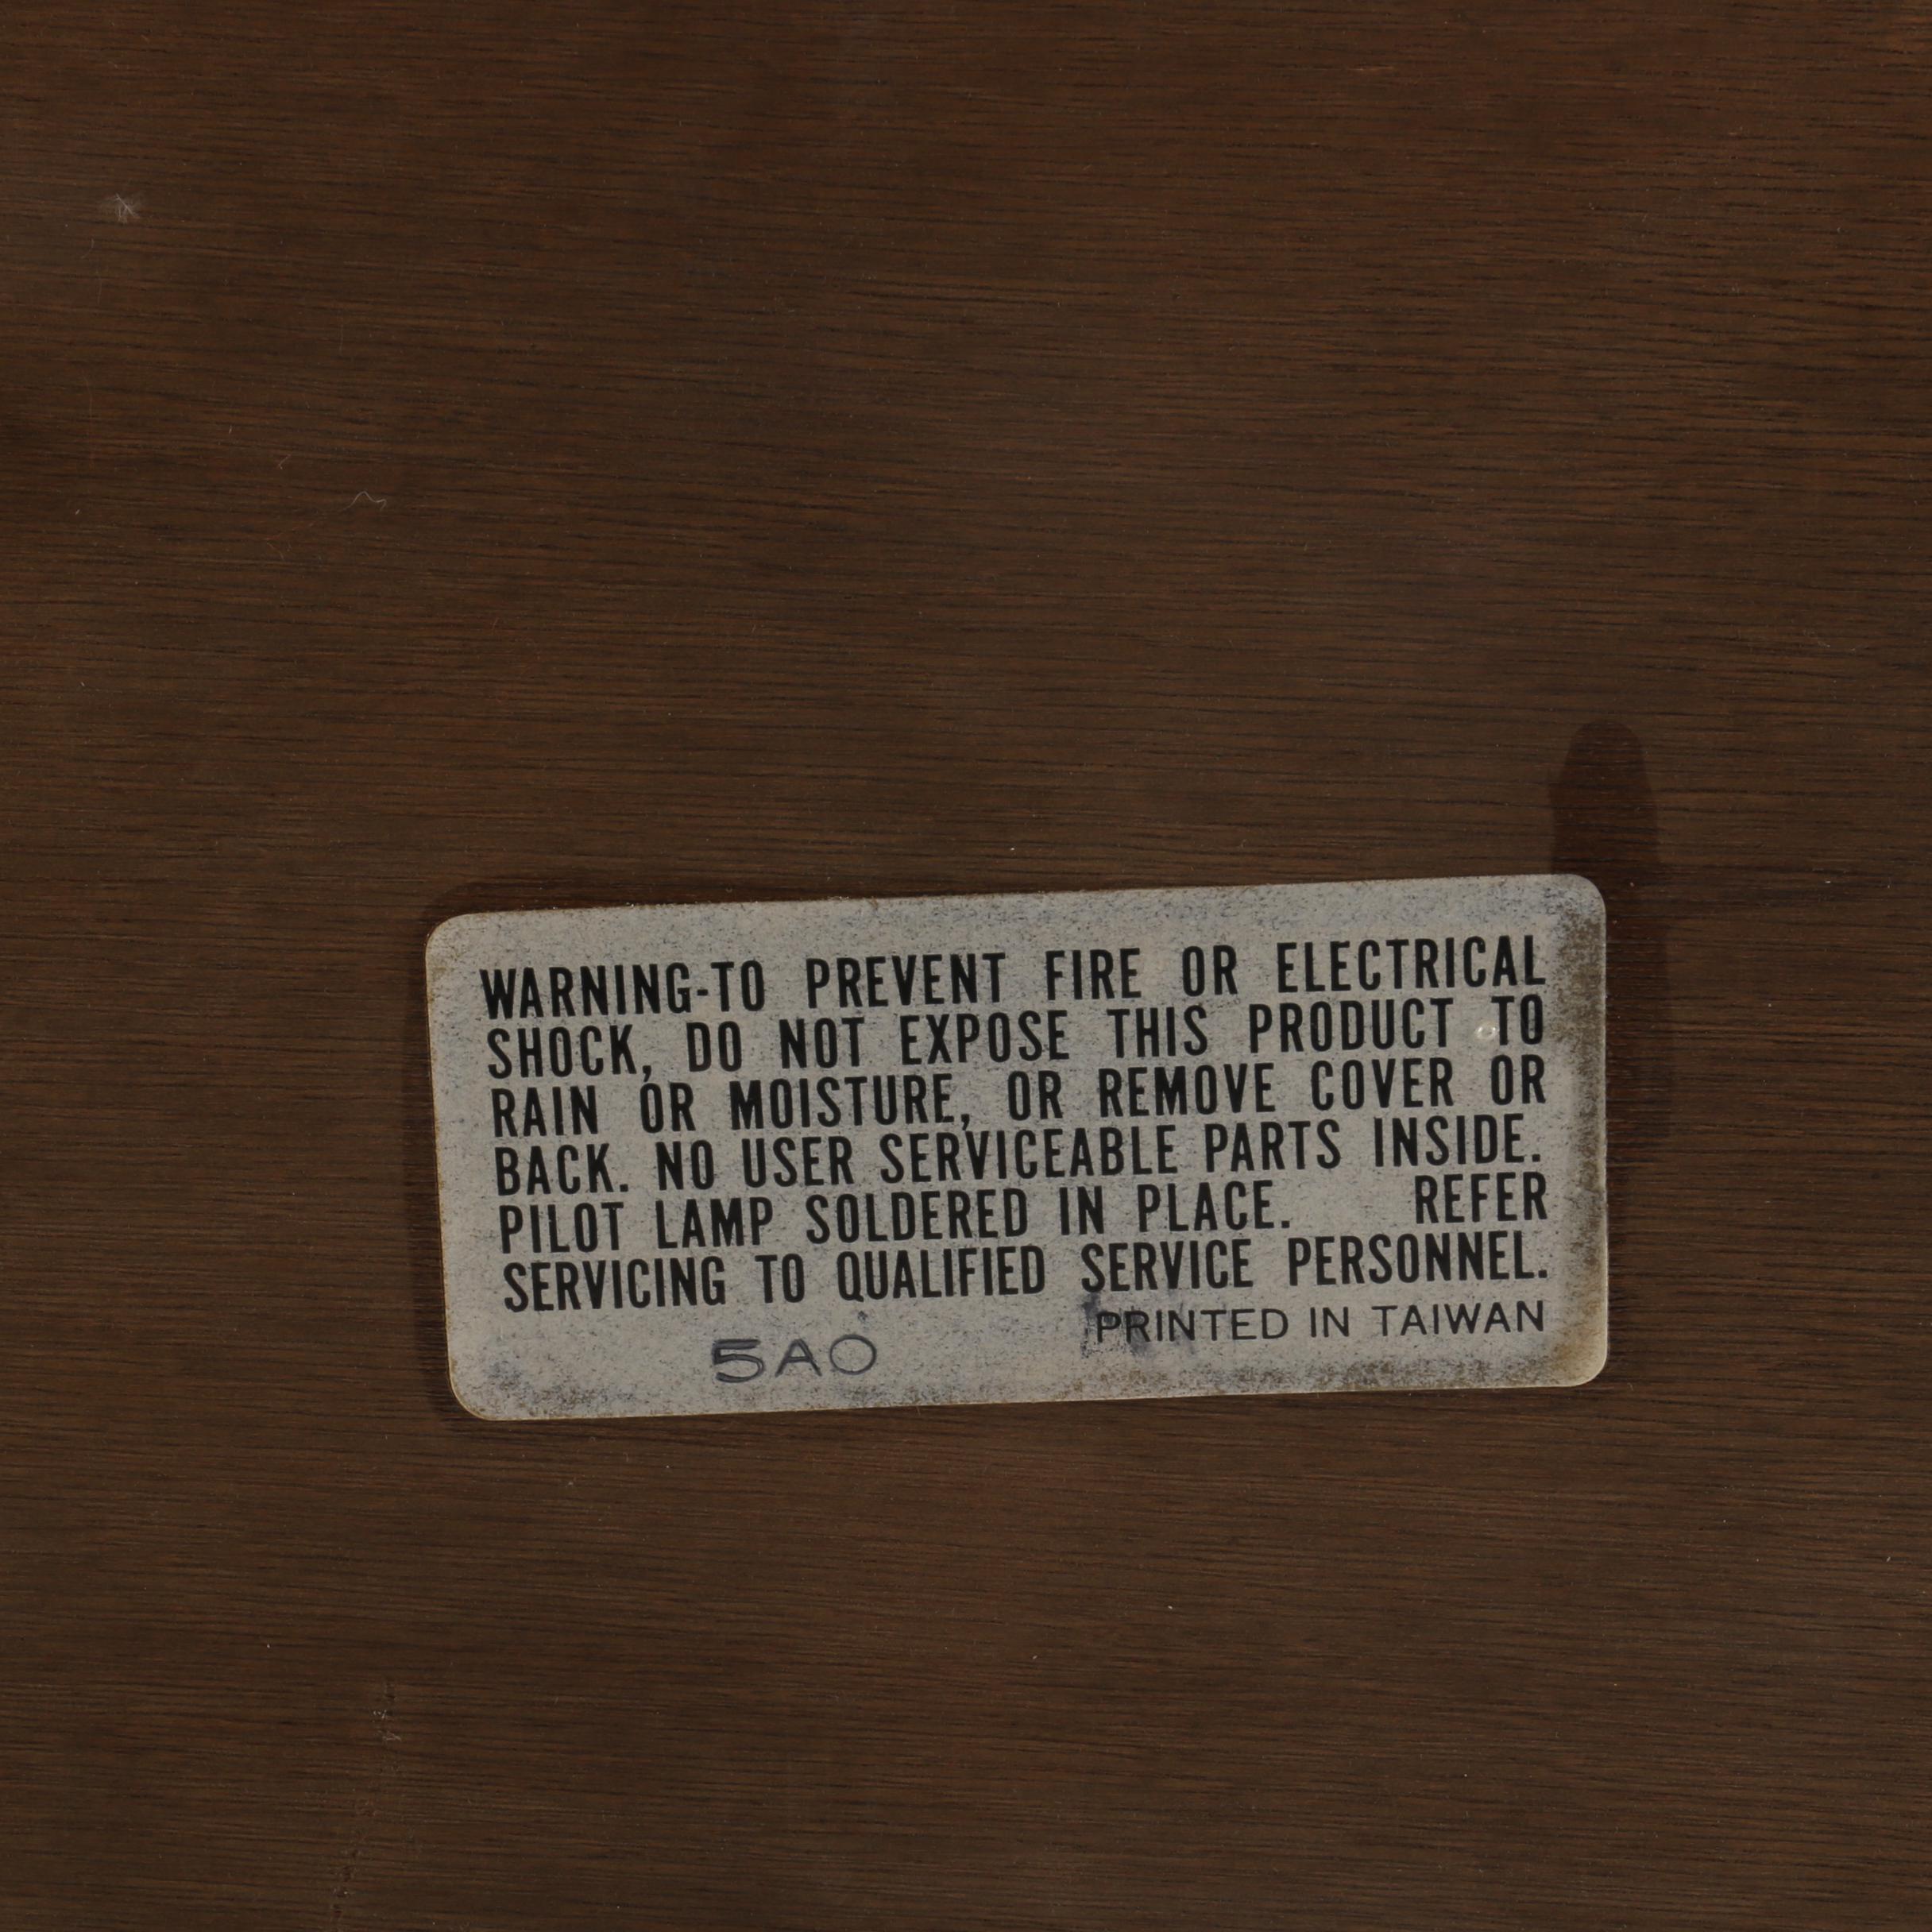 WARNING-TO PREVENT FIRE OR ELECTRICAL
SHOCK, DO NOT EXPOSE THIS PRODUCT TO
RAIN OR MOISTURE, OR REMOVE COVER OR
BACK. NO USER SERVICEABLE PARTS INSIDE.
PILOT LAMP SOLDERED IN PLACE. REFER
SERVICING TO QUALIFIED SERVICE PERSONNEL.
PRINTED IN TAIWAN
5A0